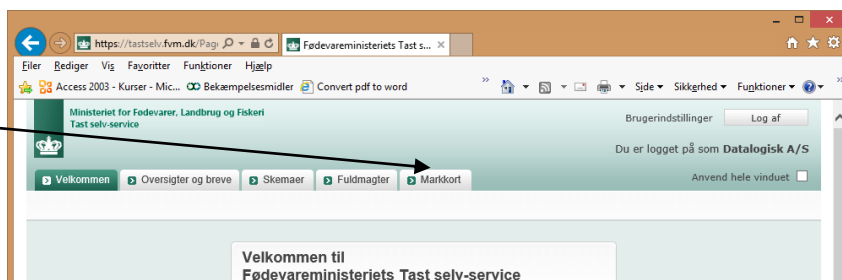 https://tastselv.fvm.dk/Pag
Fødevareministeriets Tast s...
Filer Rediger Vis Favoritter Funktioner Hjælp
Access 2003 - Kurser - Mic... Bekæmpelsesmidler Convert pdf to word » Side Sikkerhed Funktioner »
Ministeriet for Fødevarer, Landbrug og Fiskeri
Tast selv-service
Brugerindstillinger Log af
Du er logget på som Datalogisk A/S
Velkommen Oversigter og breve Skemaer Fuldmagter Markkort
Anvend hele vinduet
Velkommen til
Fødevareministeriets Tast selv-service